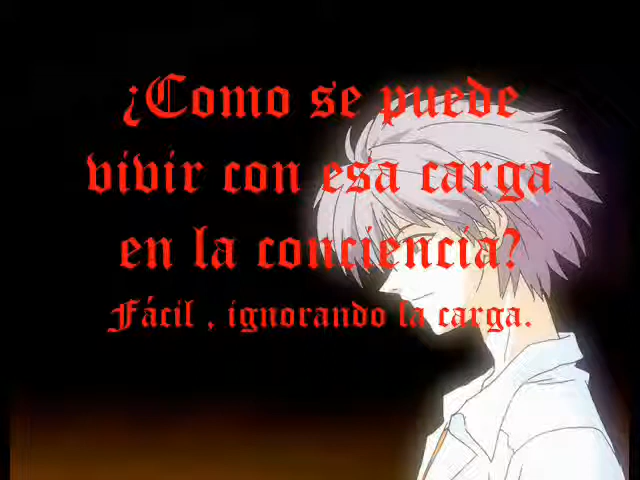 ¿Como se puede
vivir con esa carga
en la conciencia?
Fácil , ignorando la carga.